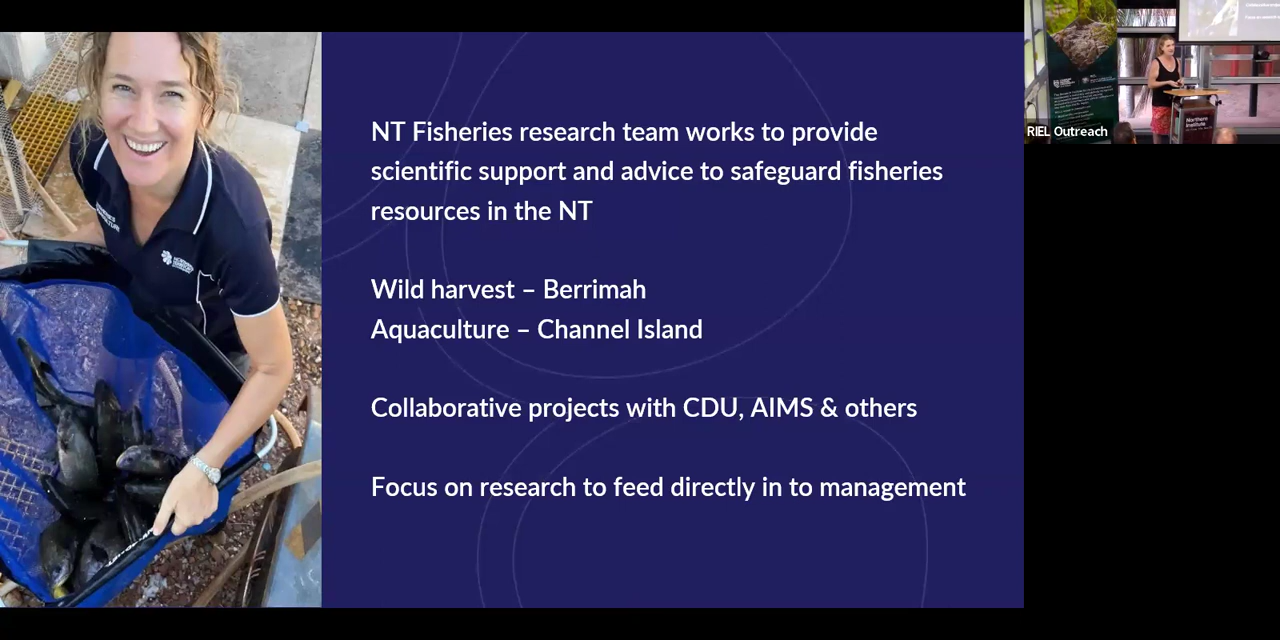 NT Fisheries research team works to provide
scientific support and advice to safeguard fisheries
resources in the NT
Wild harvest – Berrimah
Aquaculture – Channel Island
Collaborative projects with CDU, AIMS & others
Focus on research to feed directly in to management
RIEL Outreach
Northern
Institute